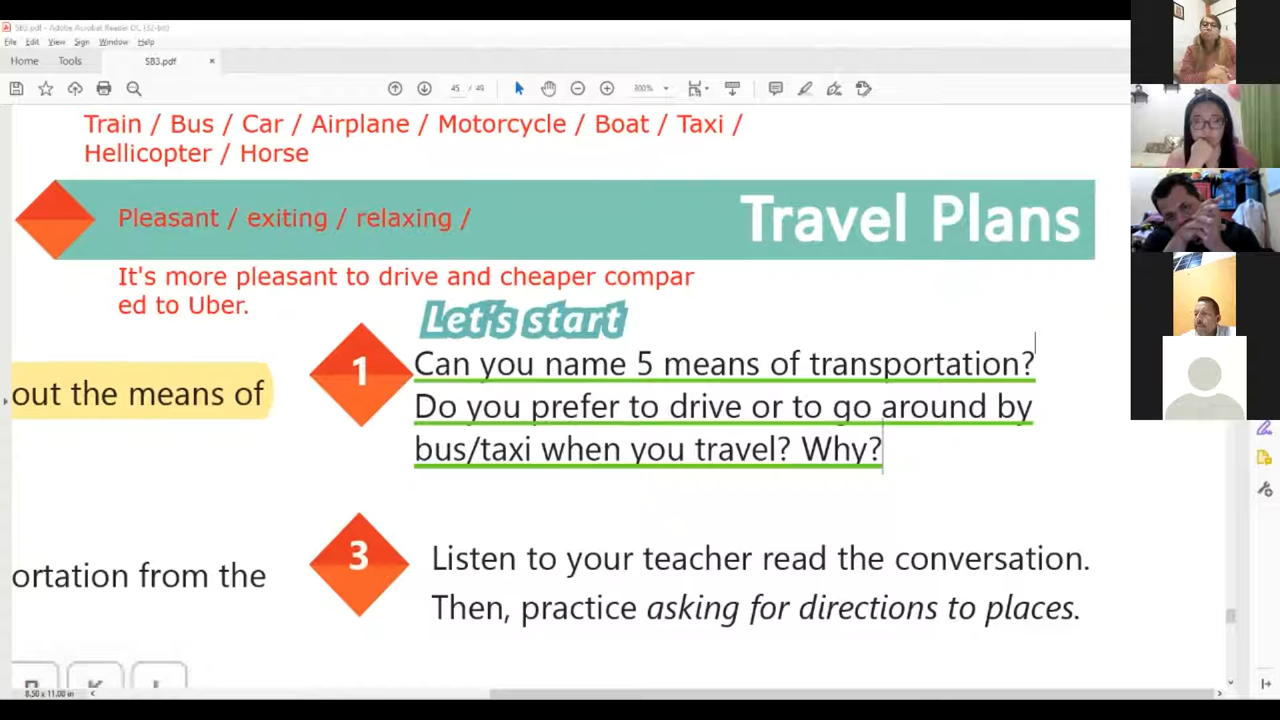 SB3.pdf - Adobe Acrobat Reader DC (32-bit)
File Edit View Sign Window Help
Home Tools SB3.pdf ×
45 / 49 300%
Train / Bus / Car / Airplane / Motorcycle / Boat / Taxi /
Hellicopter / Horse
Pleasant / exiting / relaxing /
Travel Plans
It's more pleasant to drive and cheaper compar
ed to Uber.
Let's start
1
Can you name 5 means of transportation?
Do you prefer to drive or to go around by
bus/taxi when you travel? Why?
out the means of
3
Listen to your teacher read the conversation.
Then, practice asking for directions to places.
ortation from the
8.50 x 11.00 in